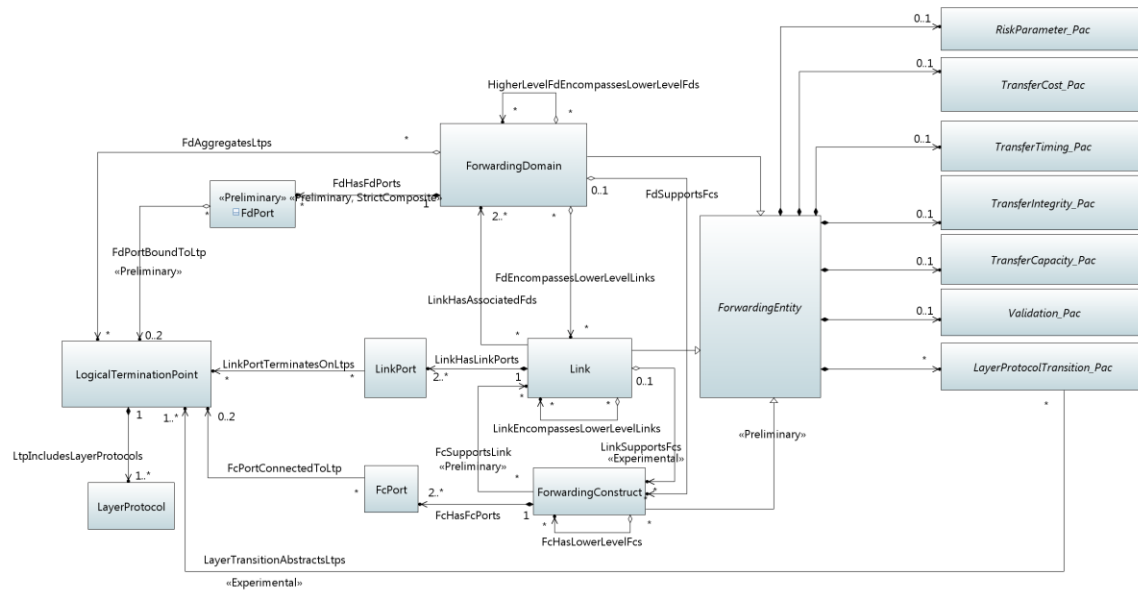 0..1
RiskParameter_Pac
HigherLevelFdEncompassesLowerLevelFds
*
*
0..1
TransferCost_Pac
FdAggregatesLtps
*
ForwardingDomain
0..1
TransferTiming_Pac
FdHasFdPorts
FdSupportsFcs
«Preliminary»
FdPort
«Preliminary, StrictComposite»
*
*
1
0..1
2..*
*
0..1
TransferIntegrity_Pac
FdPortBoundToLtp
«Preliminary»
0..1
TransferCapacity_Pac
FdEncompassesLowerLevelLinks
LinkHasAssociatedFds
ForwardingEntity
0..1
Validation_Pac
*
0..2
*
*
LogicalTerminationPoint
LinkPortTerminatesOnLtps
*
*
LinkPort
LinkHasLinkPorts
2..*
1
*
Link
0..1
*
LayerProtocolTransition_Pac
*
1
1..*
0..2
*
*
LinkEncompassesLowerLevelLinks
«Preliminary»
LtpIncludesLayerProtocols
FcSupportsLink
«Preliminary»
LinkSupportsFcs
«Experimental»
FcPortConnectedToLtp
*
1..*
LayerProtocol
FcPort
2..*
FcHasFcPorts
*
1
ForwardingConstruct
*
*
*
*
*
FcHasLowerLevelFcs
LayerTransitionAbstractsLtps
«Experimental»